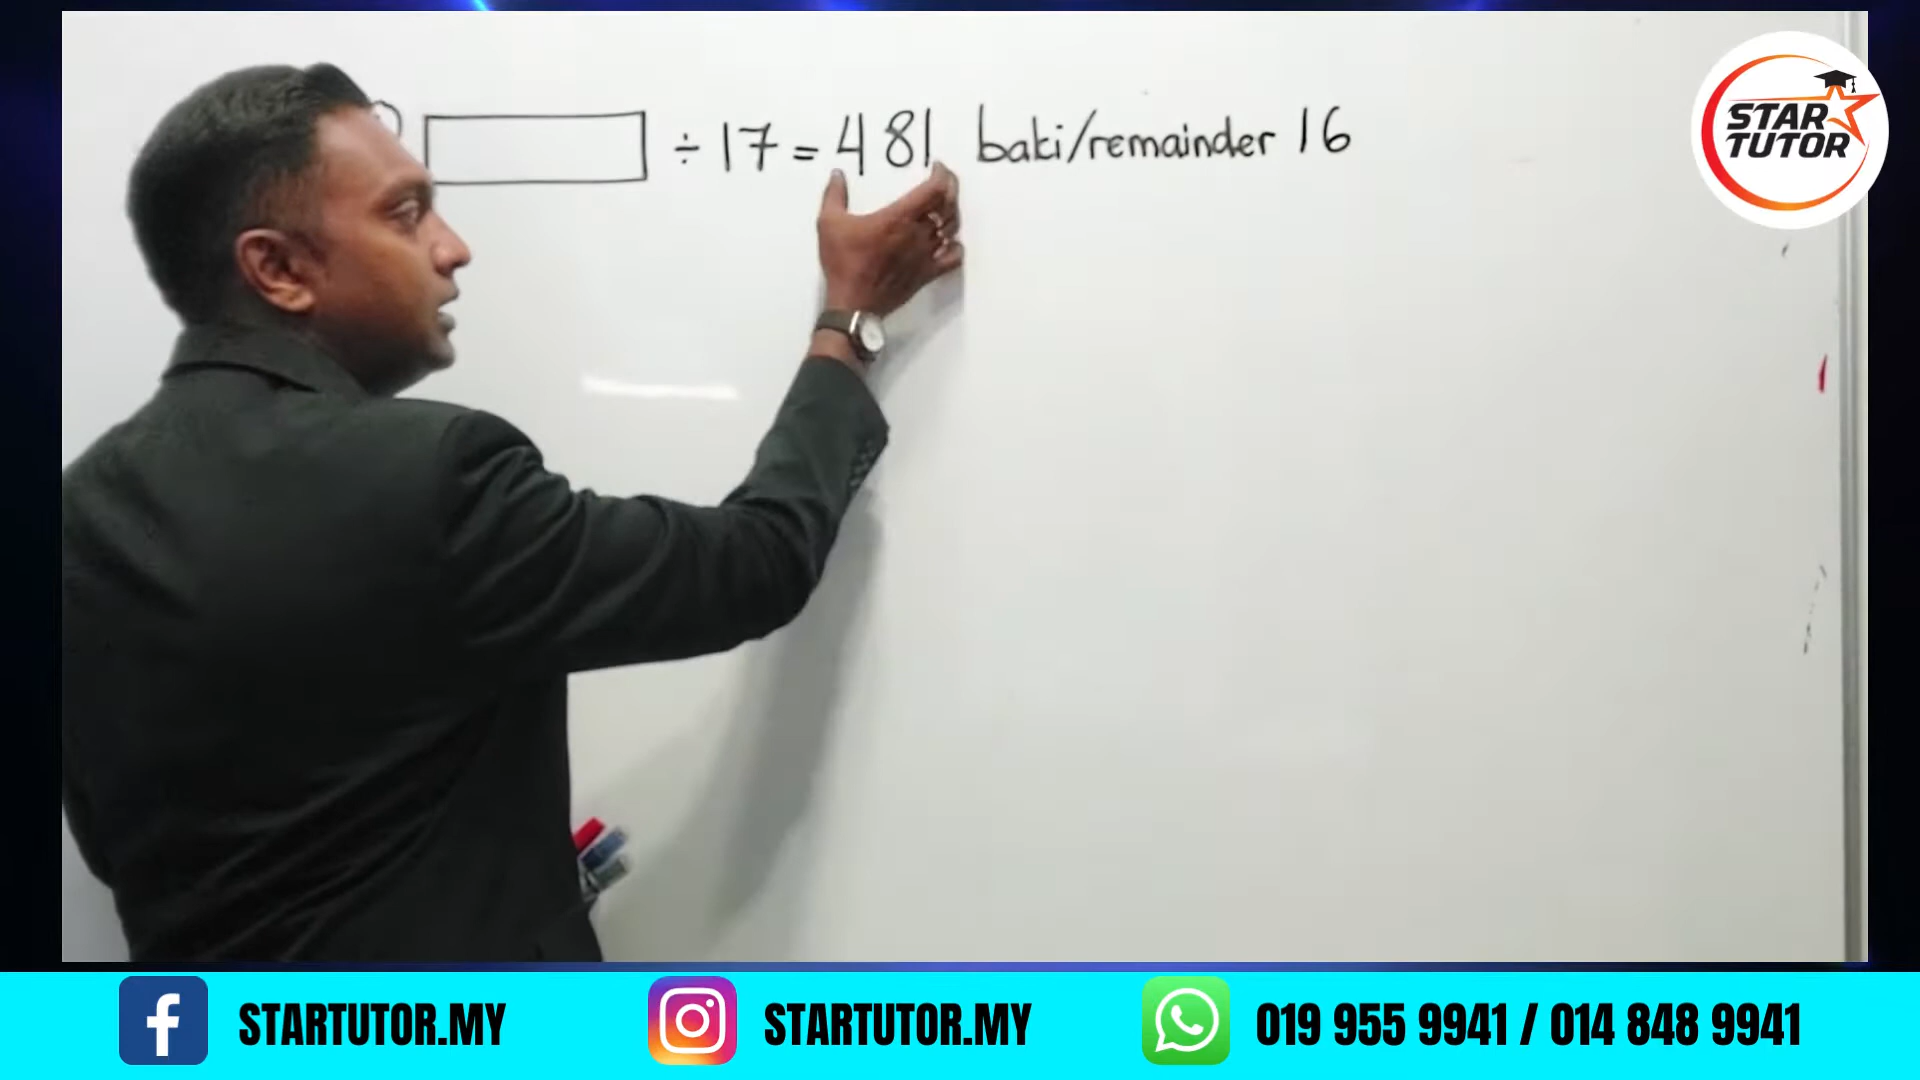 ÷ 17 = 481 baki/remainder 16
STAR
TUTOR
STARTUTOR.MY
STARTUTOR.MY
019 955 9941 / 014 848 9941